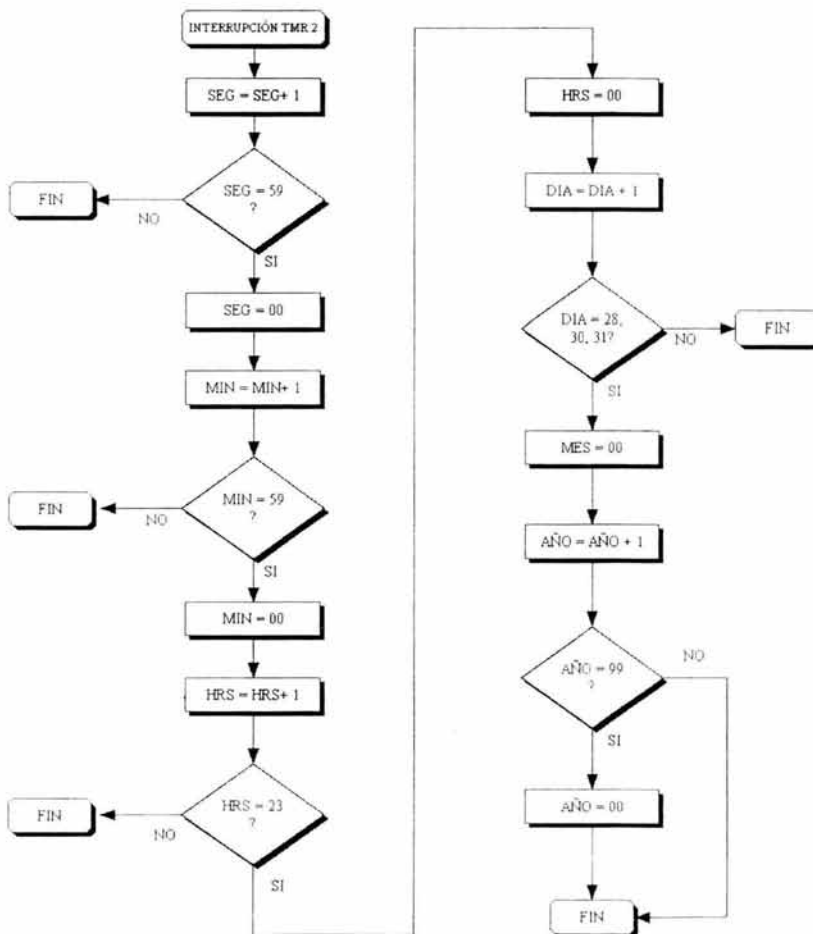 INTERRUPCIÓN TMR 2
SEG = SEG+ 1
SEG = 59
?
NO
FIN
SI
SEG = 00
MIN = MIN+ 1
MIN = 59
?
NO
FIN
SI
MIN = 00
HRS = HRS+ 1
HRS = 23
?
NO
FIN
SI
HRS = 00
DIA = DIA + 1
DIA = 28,
30, 31?
NO
FIN
SI
MES = 00
AÑO = AÑO + 1
AÑO = 99
?
NO
SI
AÑO = 00
FIN